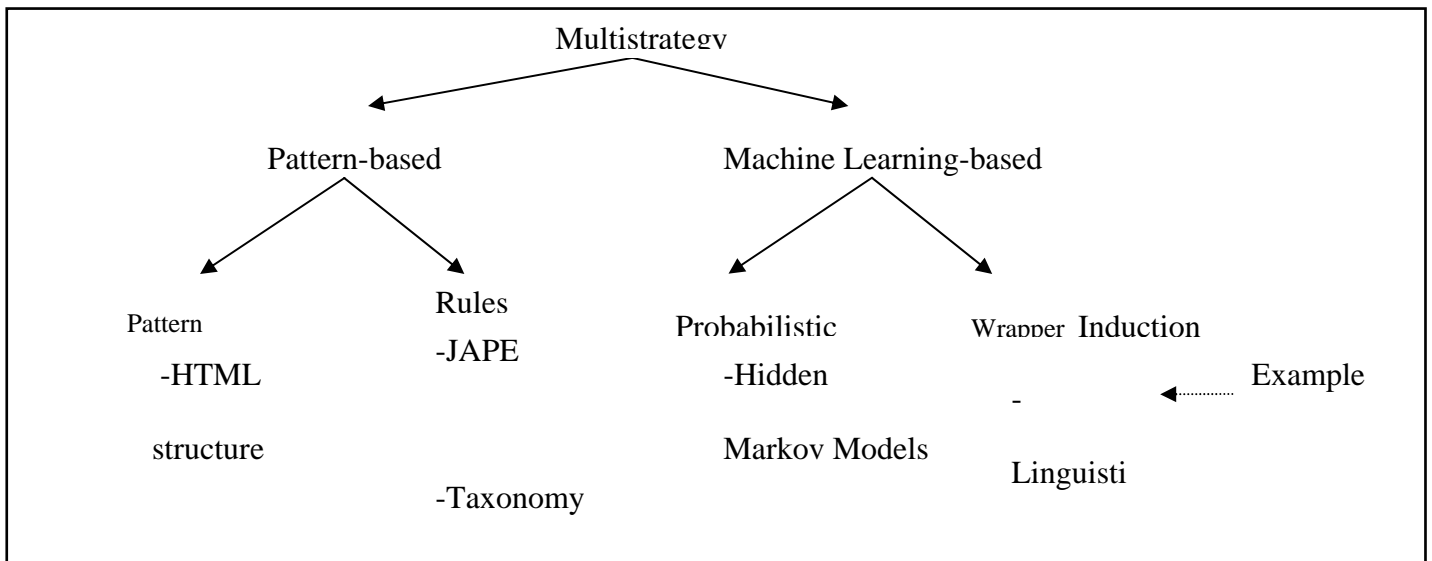 Multistrategy
Pattern-based
Machine Learning-based
Pattern
-HTML
structure
Rules
-JAPE
-Taxonomy
Probabilistic
-Hidden
Markov Models
Wrapper Induction
-
Linguisti
Example